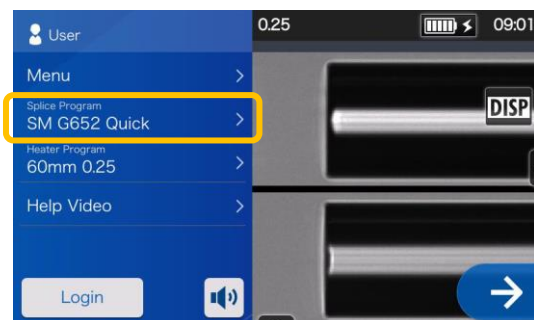 User
0.25
09:01
Menu
Splice Program
SM G652 Quick
DISP
Heater Program
60mm 0.25
Help Video
Login